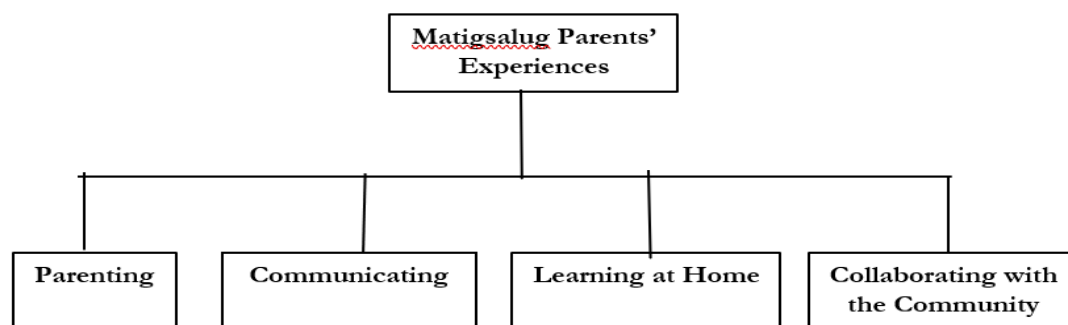 Matigsalug Parents’
Experiences
Parenting
Communicating
Learning at Home
Collaborating with
the Community